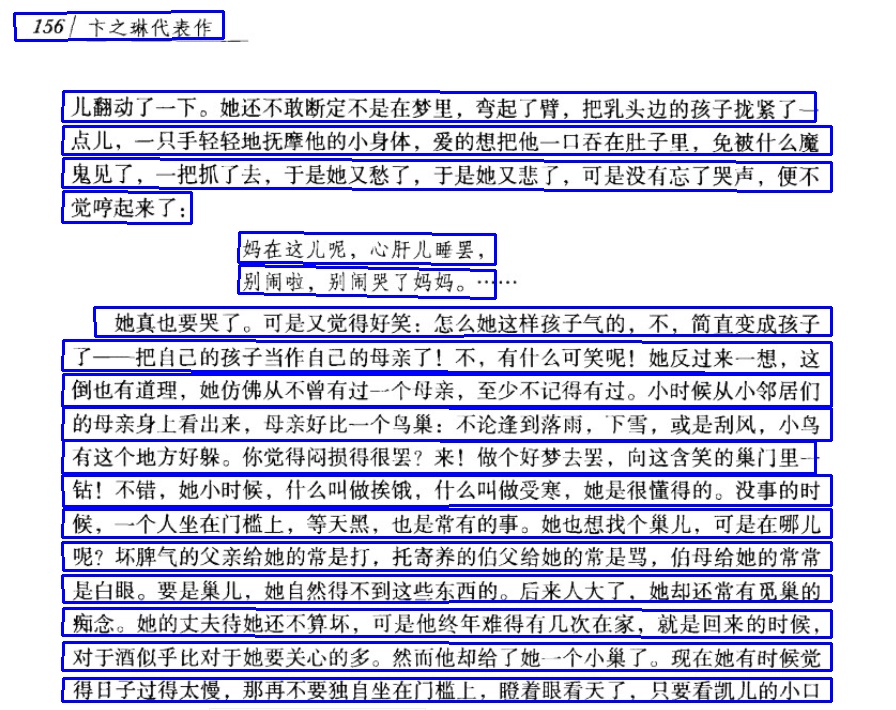 156/ 卞之琳代表作
儿翻动了一下。她还不敢断定不是在梦里，弯起了臂，把乳头边的孩子拢紧了一
点儿，一只手轻轻地抚摩他的小身体，爱的想把他一口吞在肚子里，免被什么魔
鬼见了，一把抓了去，于是她又愁了，于是她又悲了，可是没有忘了哭声，便不
觉哼起来了：
妈在这儿呢，心肝儿睡罢，
别闹啦，别闹哭了妈妈。……
她真也要哭了。可是又觉得好笑：怎么她这样孩子气的，不，简直变成孩子
了——把自己的孩子当作自己的母亲了！不，有什么可笑呢！她反过来一想，这
倒也有道理，她仿佛从不曾有过一个母亲，至少不记得有过。小时候从小邻居们
的母亲身上看出来，母亲好比一个鸟巢：不论逢到落雨，下雪，或是刮风，小鸟
有这个地方好躲。你觉得闷损得很罢？来！做个好梦去罢，向这含笑的巢门里一
钻！不错，她小时候，什么叫做挨饿，什么叫做受寒，她是很懂得的。没事的时
候，一个人坐在门槛上，等天黑，也是常有的事。她也想找个巢儿，可是在哪儿
呢？坏脾气的父亲给她的常是打，托寄养的伯父给她的常是骂，伯母给她的常常
是白眼。要是巢儿，她自然得不到这些东西的。后来人大了，她却还常有觅巢的
痴念。她的丈夫待她还不算坏，可是他终年难得有几次在家，就是回来的时候，
对于酒似乎比对于她要关心的多。然而他却给了她一个小巢了。现在她有时候觉
得日子过得太慢，那再不要独自坐在门槛上，瞪着眼看天了，只要看凯儿的小口